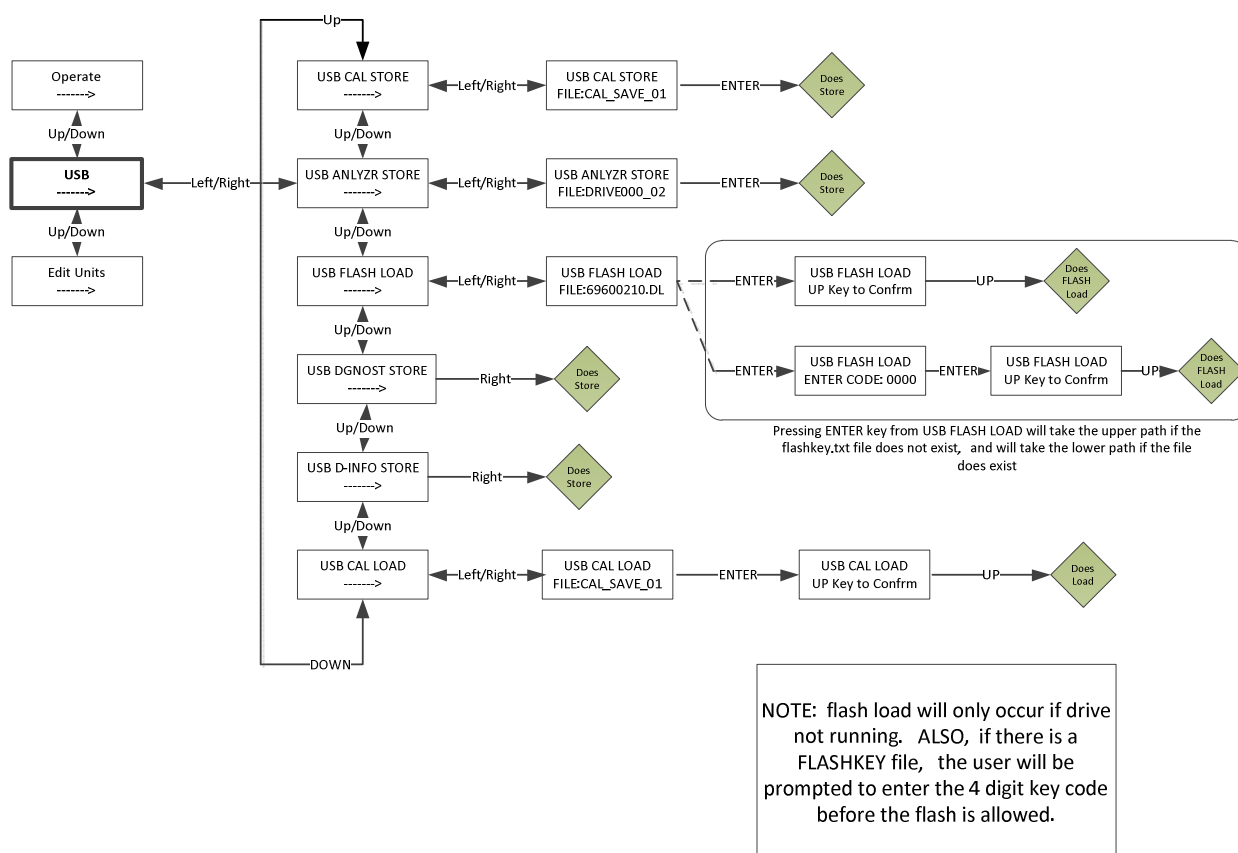 Up
Operate
------->
Up/Down
USB
------->
Up/Down
Edit Units
------->
Left/Right
USB CAL STORE
------->
Left/Right
USB CAL STORE
FILE:CAL_SAVE_01
ENTER
Does
Store
Up/Down
USB ANLYZR STORE
------->
Left/Right
USB ANLYZR STORE
FILE:DRIVE000_02
ENTER
Does
Store
Up/Down
USB FLASH LOAD
------->
Left/Right
USB FLASH LOAD
FILE:69600210.DL
ENTER
USB FLASH LOAD
UP Key to Confrm
UP
Does
FLASH
Load
ENTER
USB FLASH LOAD
ENTER CODE: 0000
ENTER
USB FLASH LOAD
UP Key to Confrm
UP
Does
FLASH
Load
Pressing ENTER key from USB FLASH LOAD will take the upper path if the
flashkey.txt file does not exist, and will take the lower path if the file
does exist
Up/Down
USB DGNOST STORE
------->
Right
Does
Store
Up/Down
USB D-INFO STORE
------->
Right
Does
Store
Up/Down
USB CAL LOAD
------->
Left/Right
USB CAL LOAD
FILE:CAL_SAVE_01
ENTER
USB CAL LOAD
UP Key to Confrm
UP
Does
Load
DOWN
NOTE: flash load will only occur if drive
not running. ALSO, if there is a
FLASHKEY file, the user will be
prompted to enter the 4 digit key code
before the flash is allowed.